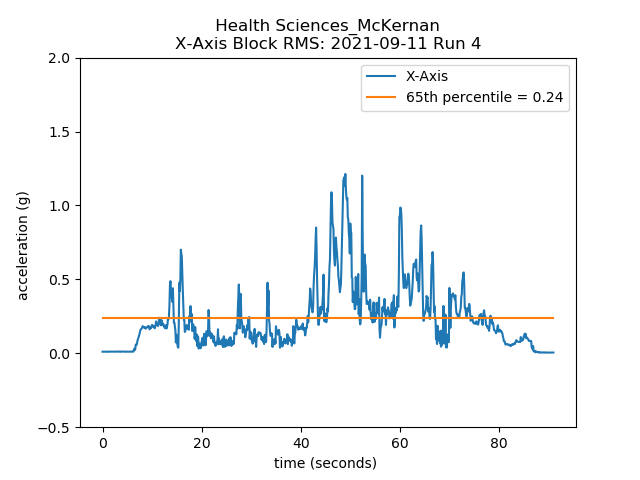 Health Sciences_McKernan
X-Axis Block RMS: 2021-09-11 Run 4
X-Axis
65th percentile = 0.24
acceleration (g)
2.0
1.5
1.0
0.5
0.0
−0.5
0 20 40 60 80
time (seconds)